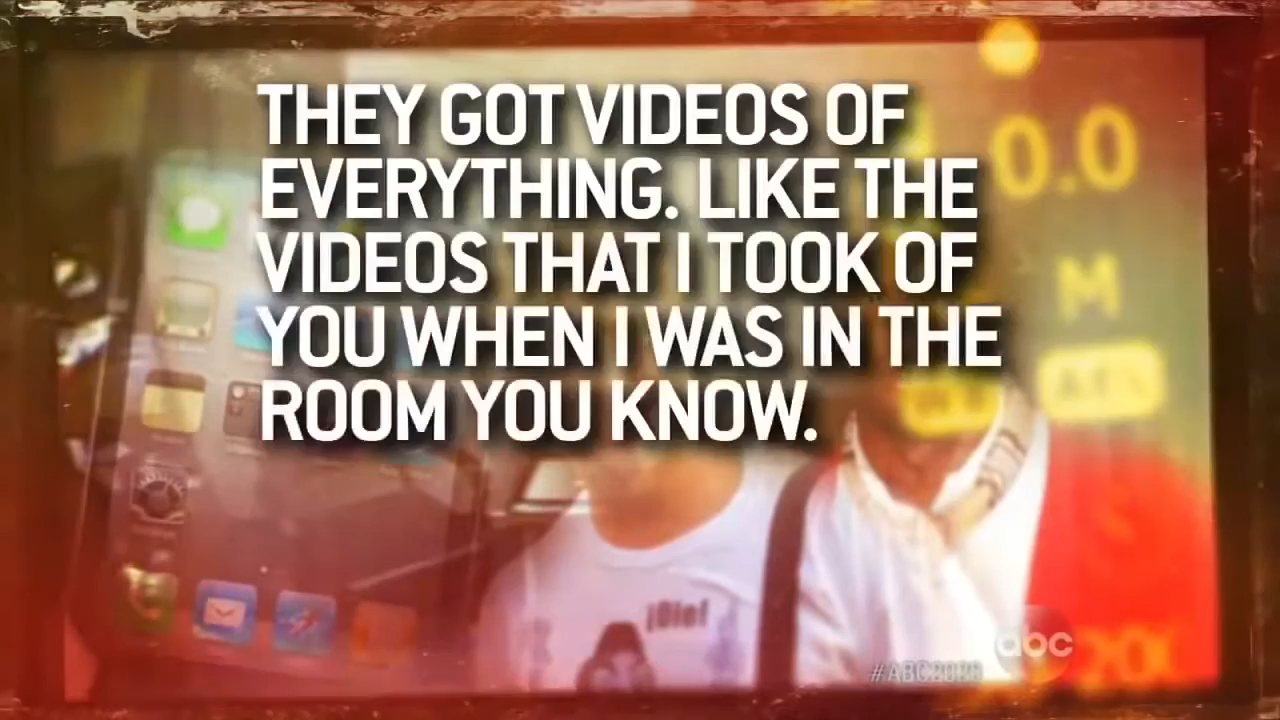 THEY GOT VIDEOS OF
EVERYTHING. LIKE THE
VIDEOS THAT I TOOK OF
YOU WHEN I WAS IN THE
ROOM YOU KNOW.
0.0
M
iDie!
abc
#ABC2020